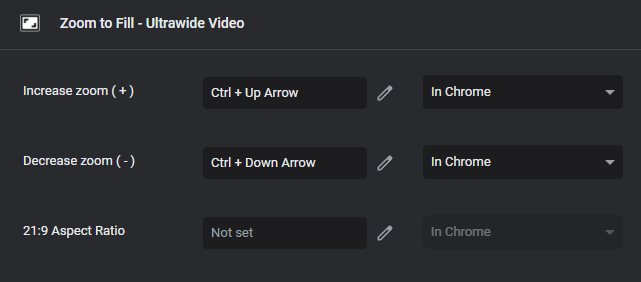 Zoom to Fill - Ultrawide Video
Increase zoom ( + ) Ctrl + Up Arrow In Chrome
Decrease zoom ( - ) Ctrl + Down Arrow In Chrome
21:9 Aspect Ratio Not set In Chrome